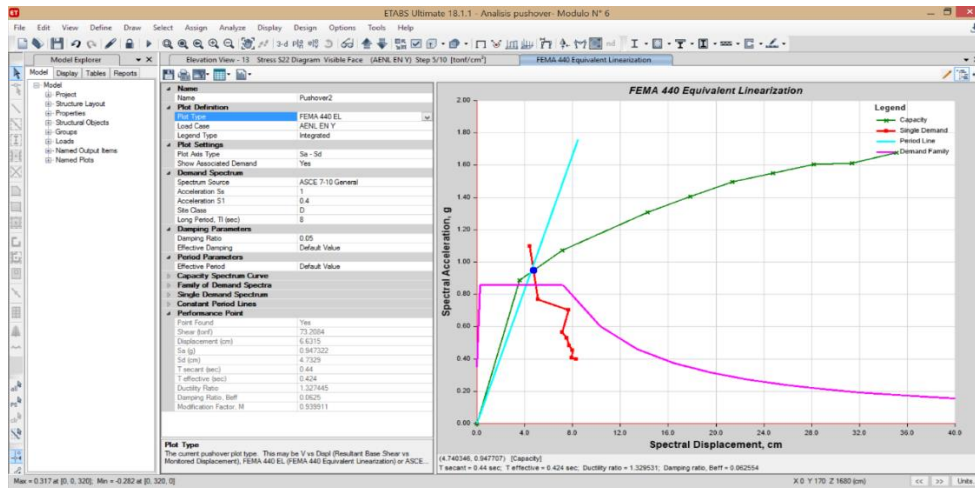 ETABS Ultimate 18.1.1 - Analisis pushover- Modulo N° 6
File Edit View Define Draw Select Assign Analyze Display Design Options Tools Help
Model Explorer
Elevation View - 13 Stress S22 Diagram Visible Face (AENL EN Y) Step 5/10 [tonf/cm²]
FEMA 440 Equivalent Linearization
Model Display Tables Reports
Model
Project
Structure Layout
Properties
Structural Objects
Groups
Loads
Named Output Items
Named Plots
Name
Name Pushover2
Plot Definition
Plot Type FEMA 440 EL
Load Case AENL EN Y
Legend Type Integrated
Plot Settings
Plot Axis Type Sa - Sd
Show Associated Demand Yes
Demand Spectrum
Spectrum Source ASCE 7-10 General
Acceleration Ss 1
Acceleration S1 0.4
Site Class D
Long Period, Tl (sec) 8
Damping Parameters
Damping Ratio 0.05
Effective Damping Default Value
Period Parameters
Effective Period Default Value
Capacity Spectrum Curve
Family of Demand Spectra
Single Demand Spectrum
Constant Period Lines
Performance Point
Point Found Yes
Shear (tonf) 73.2084
Displacement (cm) 6.6315
Sa (g) 0.947322
Sd (cm) 4.7329
T secant (sec) 0.44
T effective (sec) 0.424
Ductility Ratio 1.327445
Damping Ratio, Beff 0.0625
Modification Factor, M 0.939911
Plot Type
The current pushover plot type. This may be V vs Displ (Resultant Base Shear vs
Monitored Displacement), FEMA 440 EL (FEMA 440 Equivalent Linearization) or ASCE...
FEMA 440 Equivalent Linearization
Legend
Capacity
Single Demand
Period Line
Demand Family
Spectral Acceleration, g
2.00
1.80
1.60
1.40
1.20
1.00
0.80
0.60
0.40
0.20
0.00
0.0 4.0 8.0 12.0 16.0 20.0 24.0 28.0 32.0 36.0 40.0
Spectral Displacement, cm
(4.740346, 0.947707) [Capacity]
T secant = 0.44 sec; T effective = 0.424 sec; Ductility ratio = 1.329531; Damping ratio, Beff = 0.062554
Max = 0.317 at [0, 0, 320]; Min = -0.282 at [0, 320, 0]
X 0 Y 170 Z 1680 (cm)
<< >> Units